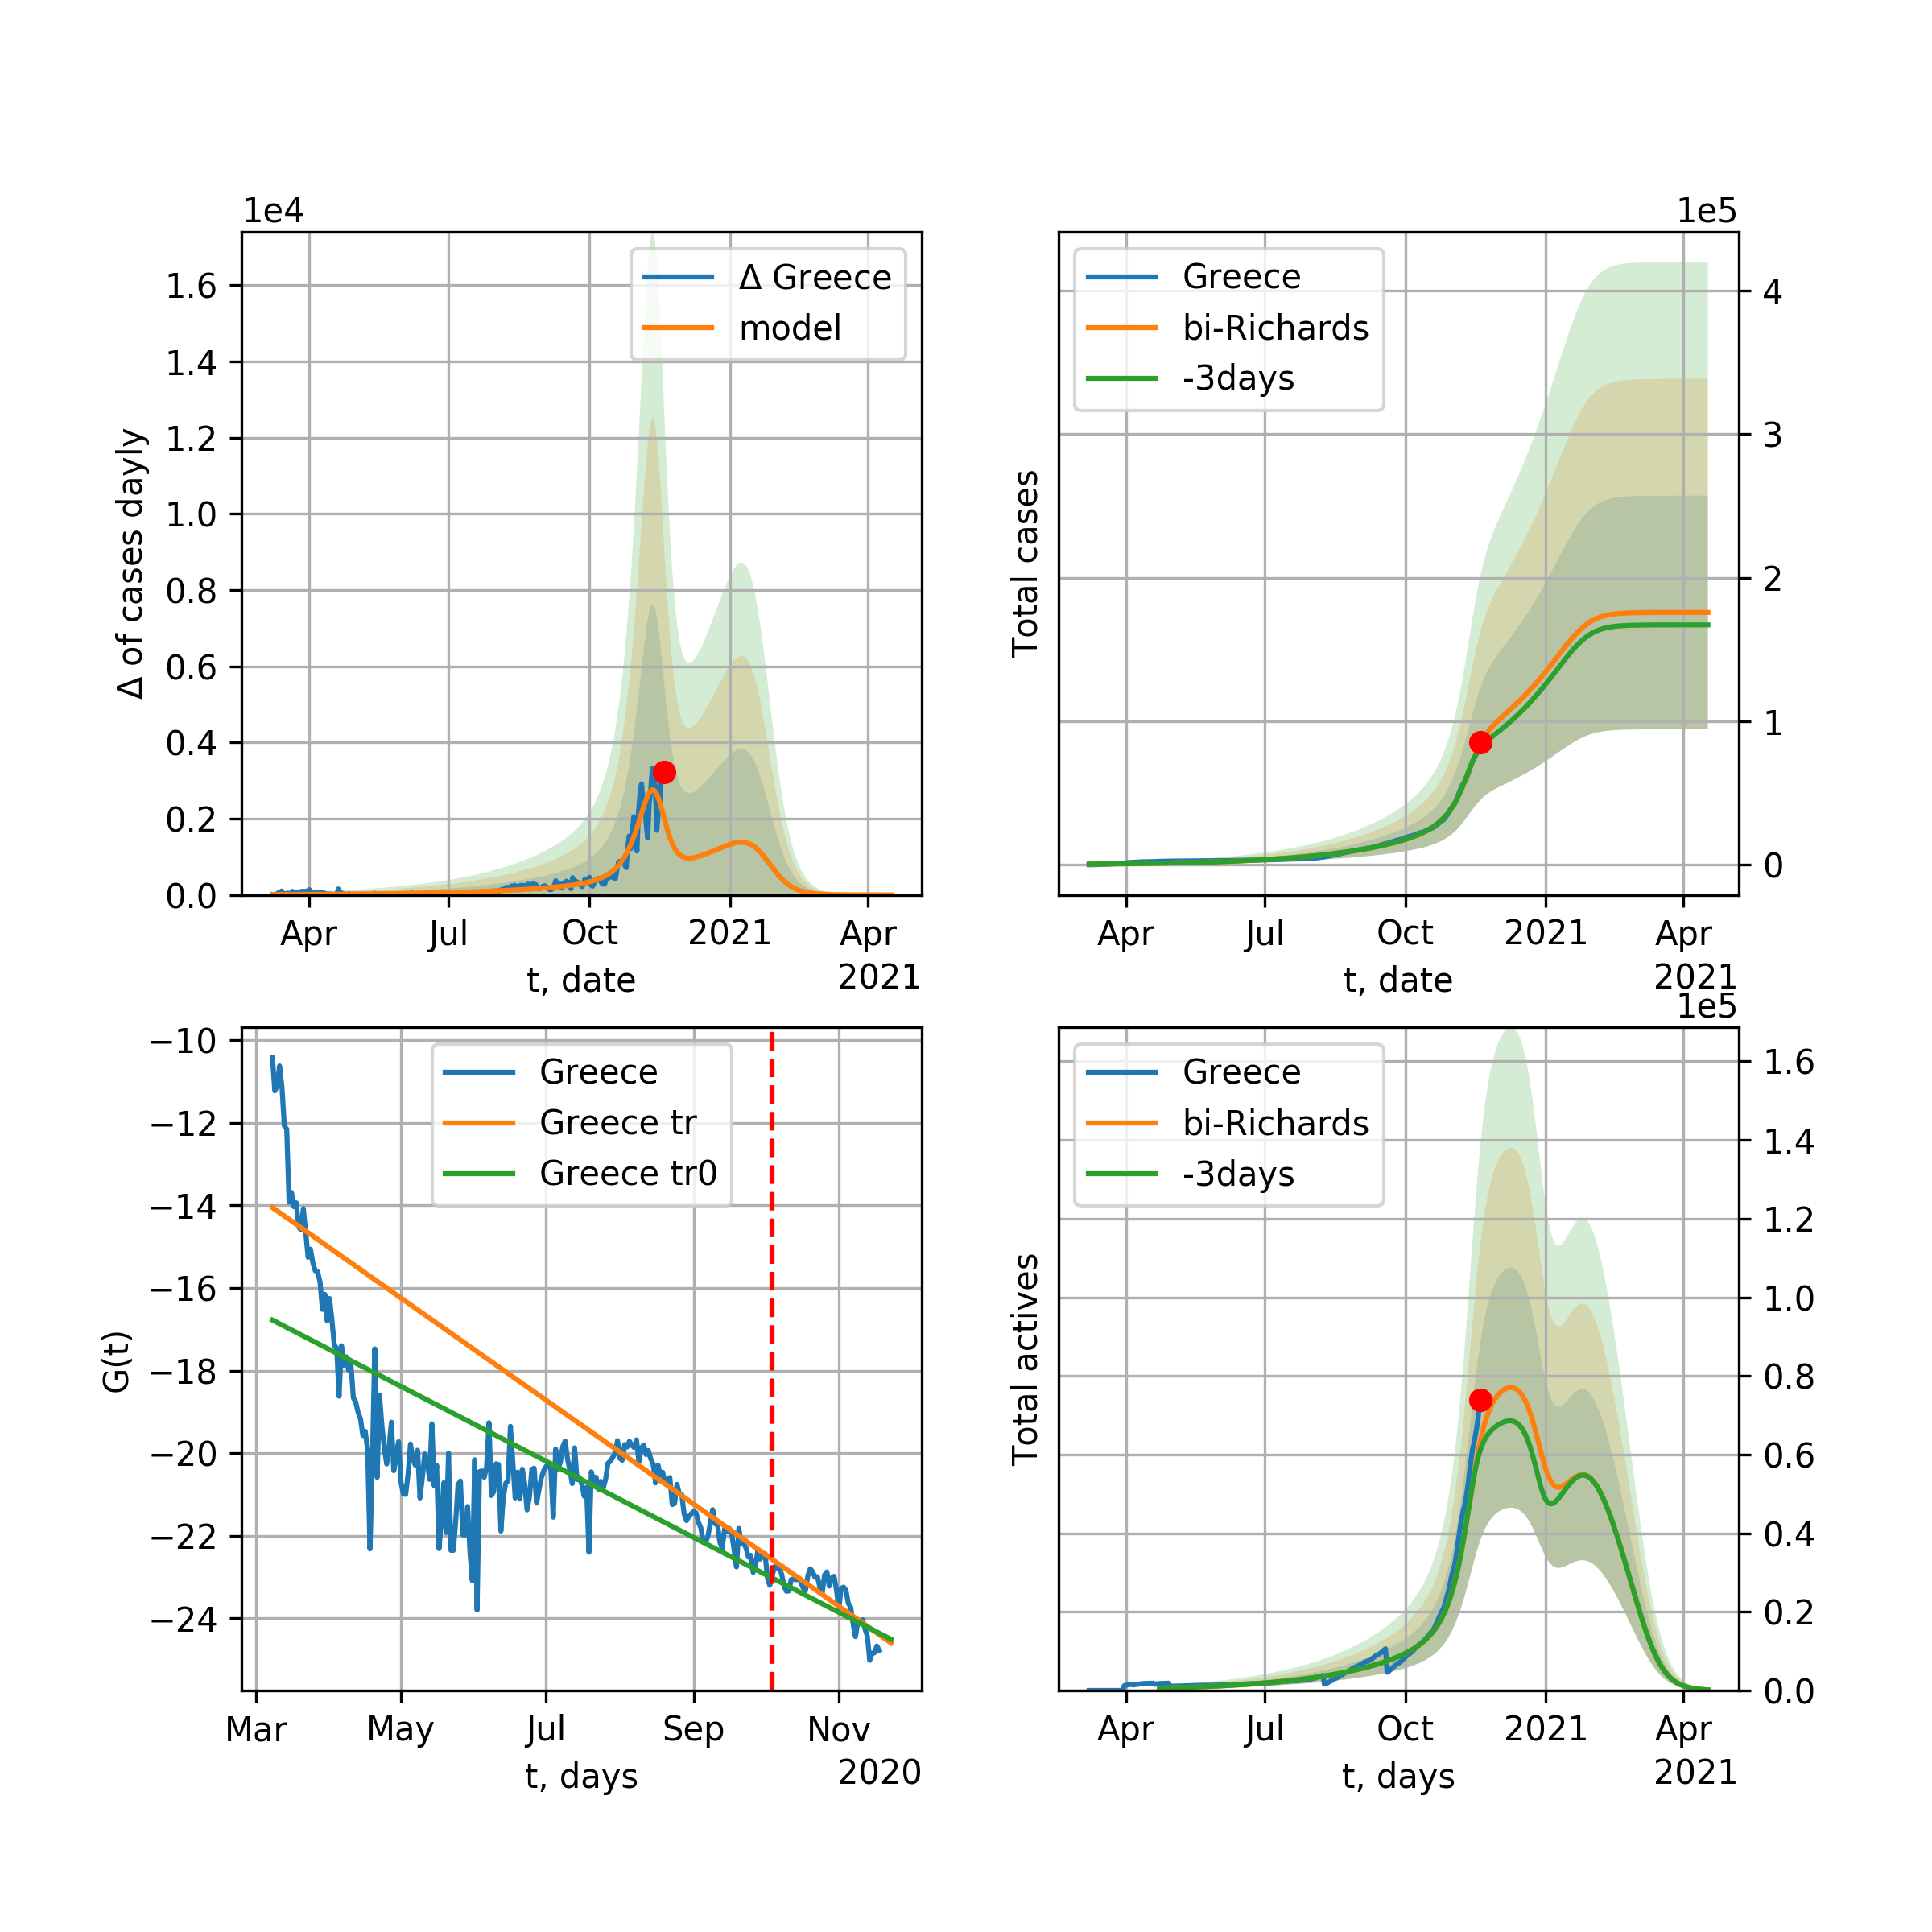 1e4
Δ of cases dayly
1.6
1.4
1.2
1.0
0.8
0.6
0.4
0.2
0.0
Δ Greece
model
Apr
Jul
Oct
2021
Apr
2021
t, date
1e5
Total cases
Greece
bi-Richards
-3days
4
3
2
1
0
Apr
Jul
Oct
2021
Apr
2021
t, date
G(t)
−10
−12
−14
−16
−18
−20
−22
−24
Greece
Greece tr
Greece tr0
Mar
May
Jul
Sep
Nov
2020
t, days
1e5
Total actives
Greece
bi-Richards
-3days
1.6
1.4
1.2
1.0
0.8
0.6
0.4
0.2
0.0
Apr
Jul
Oct
2021
Apr
2021
t, days